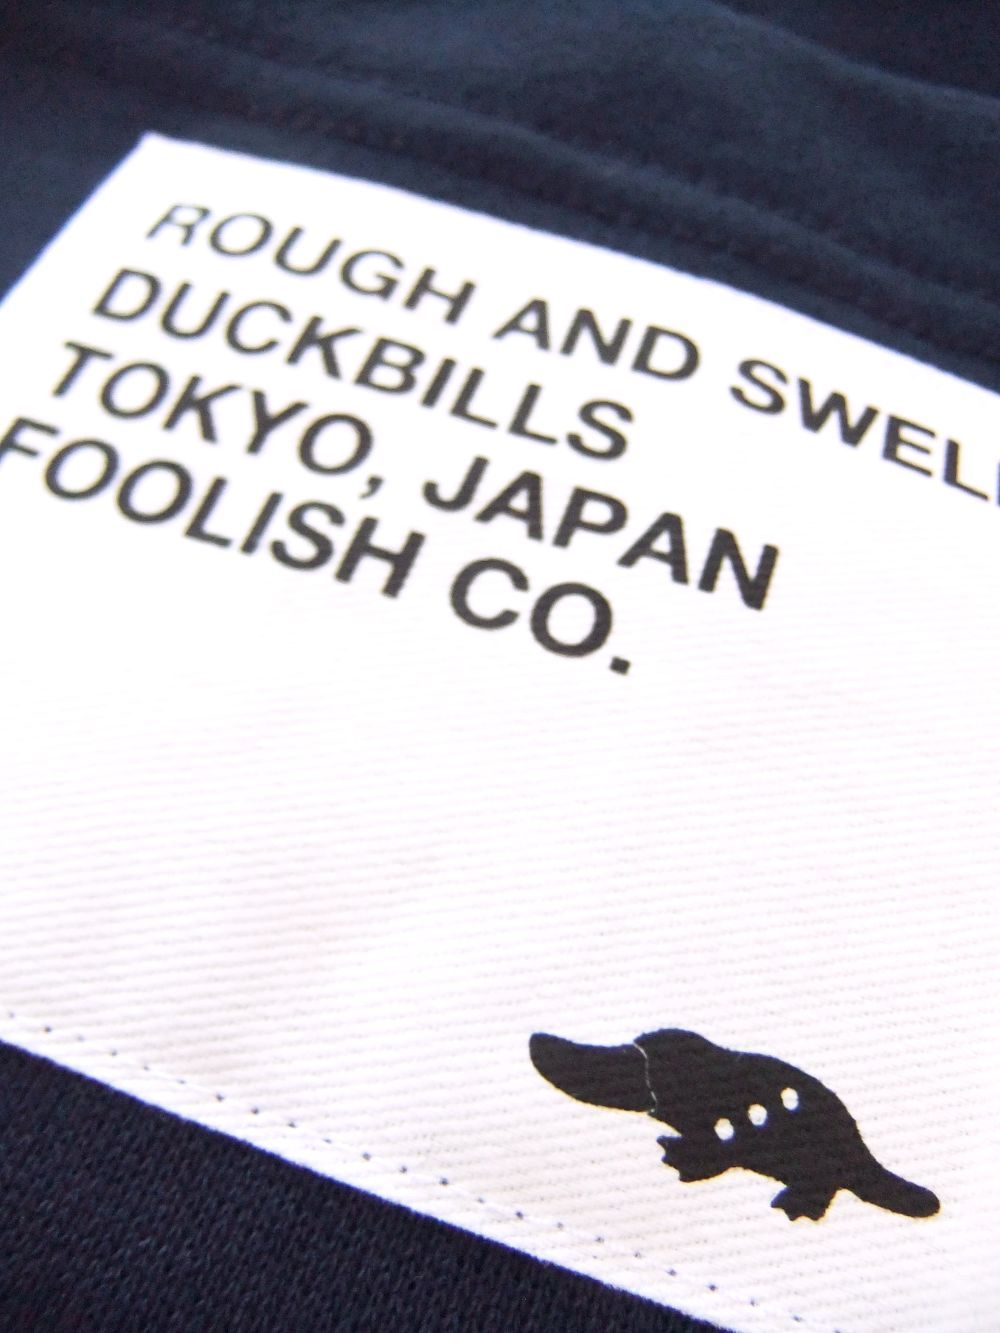 ROUGH AND SWELL
DUCKBILLS
TOKYO, JAPAN
FOOLISH CO.